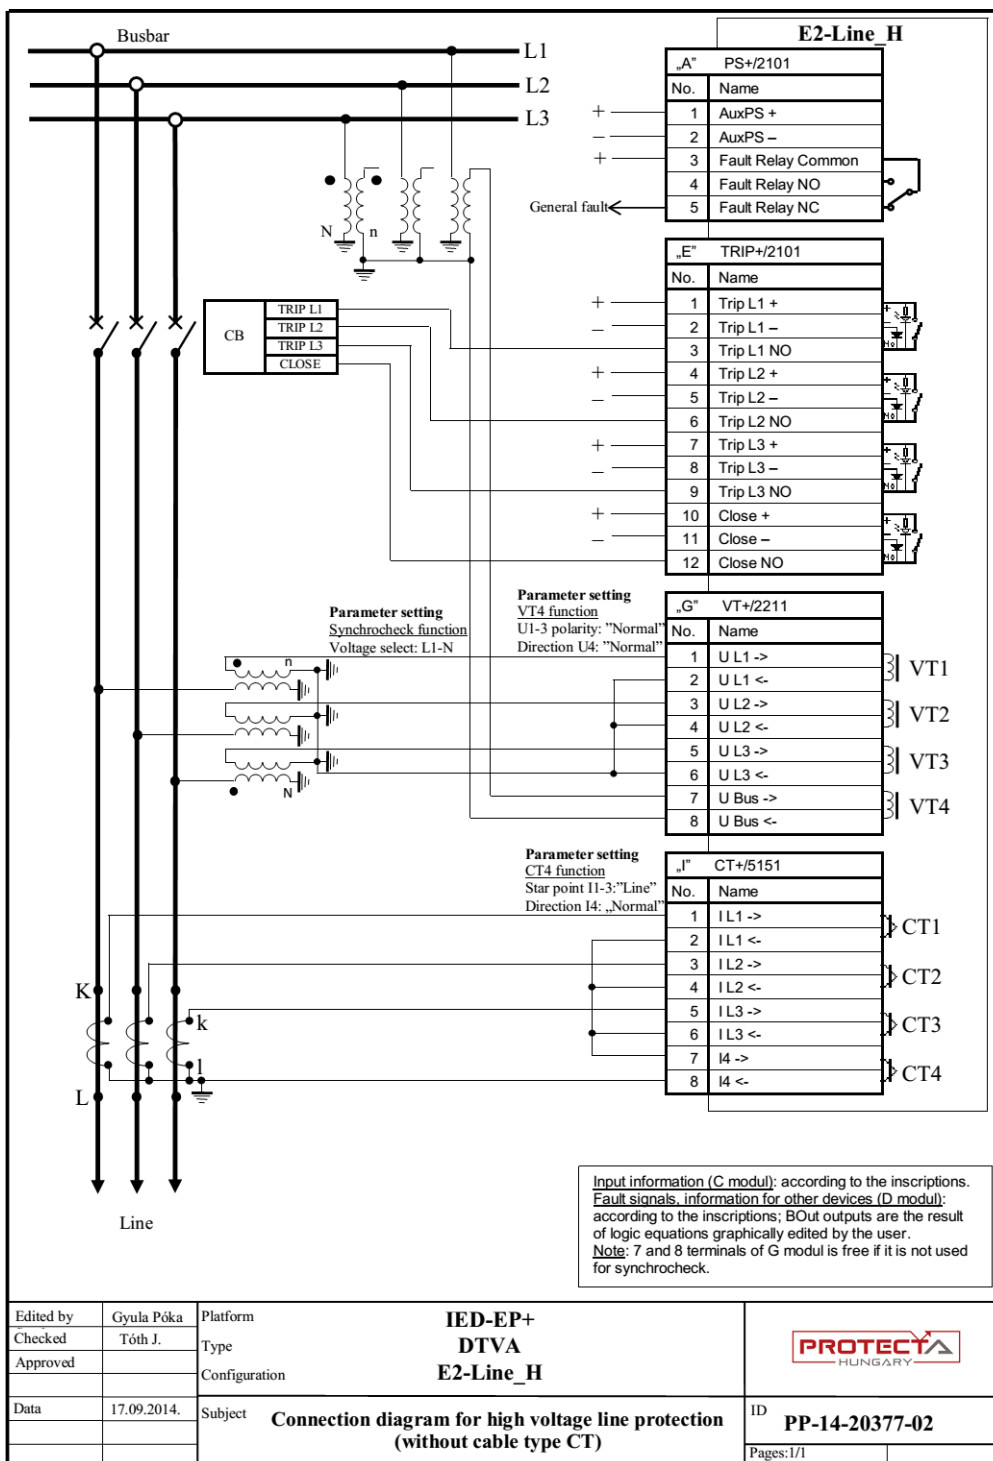 Busbar
L1
L2
L3
N
n
General fault
+
–
+
E2-Line_H
„A” PS+/2101
No. Name
1 AuxPS +
2 AuxPS –
3 Fault Relay Common
4 Fault Relay NO
5 Fault Relay NC
CB
TRIP L1
TRIP L2
TRIP L3
CLOSE
„E” TRIP+/2101
No. Name
+ 1 Trip L1 +
– 2 Trip L1 –
3 Trip L1 NO
+ 4 Trip L2 +
– 5 Trip L2 –
6 Trip L2 NO
+ 7 Trip L3 +
– 8 Trip L3 –
9 Trip L3 NO
+ 10 Close +
– 11 Close –
12 Close NO
Parameter setting
Synchrocheck function
Voltage select: L1-N
n
N
Parameter setting
VT4 function
U1-3 polarity: ”Normal”
Direction U4: ”Normal”
„G” VT+/2211
No. Name
1 U L1 ->
2 U L1 <-
3 U L2 ->
4 U L2 <-
5 U L3 ->
6 U L3 <-
7 U Bus ->
8 U Bus <-
VT1
VT2
VT3
VT4
Parameter setting
CT4 function
Star point I1-3:”Line”
Direction I4: „Normal”
„I” CT+/5151
No. Name
1 I L1 ->
2 I L1 <-
3 I L2 ->
4 I L2 <-
5 I L3 ->
6 I L3 <-
7 I4 ->
8 I4 <-
CT1
CT2
CT3
CT4
K
k
l
L
Line
Input information (C modul): according to the inscriptions.
Fault signals, information for other devices (D modul):
according to the inscriptions; BOut outputs are the result
of logic equations graphically edited by the user.
Note: 7 and 8 terminals of G modul is free if it is not used
for synchrocheck.
Edited by Gyula Póka
Checked Tóth J.
Approved
Data 17.09.2014.
Platform IED-EP+
Type DTVA
Configuration E2-Line_H
Subject Connection diagram for high voltage line protection
(without cable type CT)
PROTECTA
HUNGARY
ID PP-14-20377-02
Pages:1/1